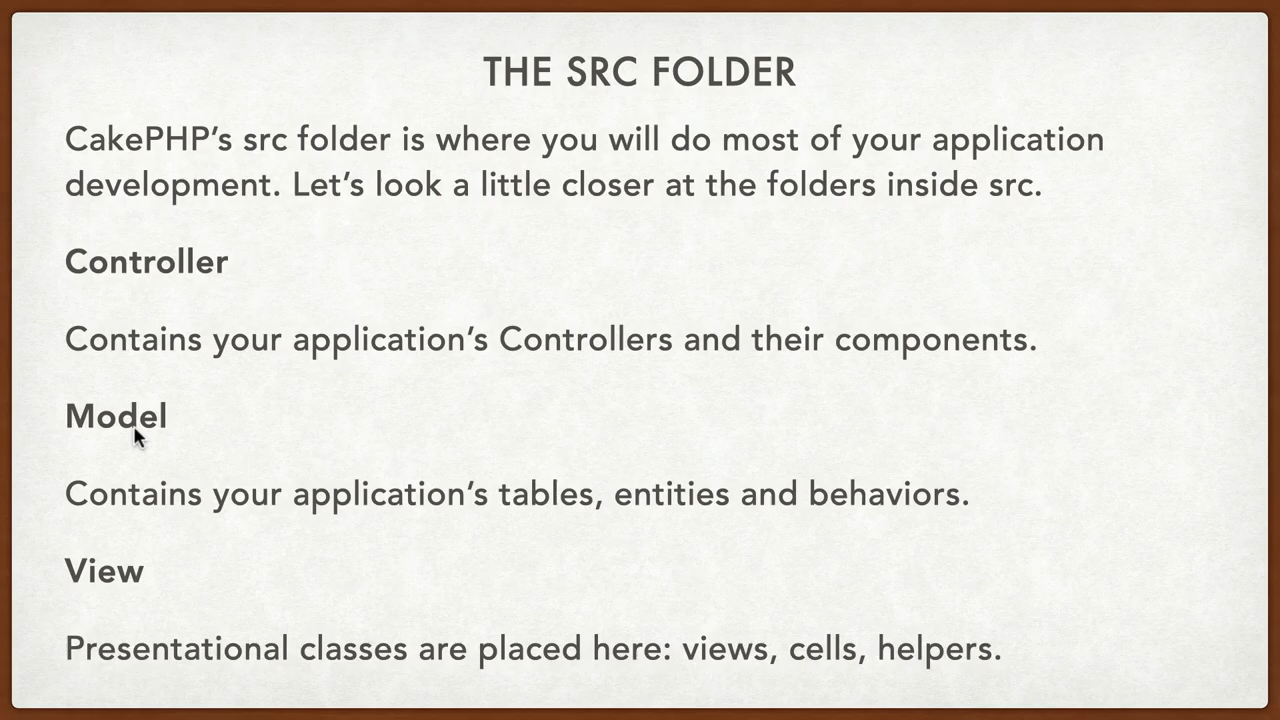 THE SRC FOLDER
CakePHP’s src folder is where you will do most of your application
development. Let’s look a little closer at the folders inside src.
Controller
Contains your application’s Controllers and their components.
Model
Contains your application’s tables, entities and behaviors.
View
Presentational classes are placed here: views, cells, helpers.